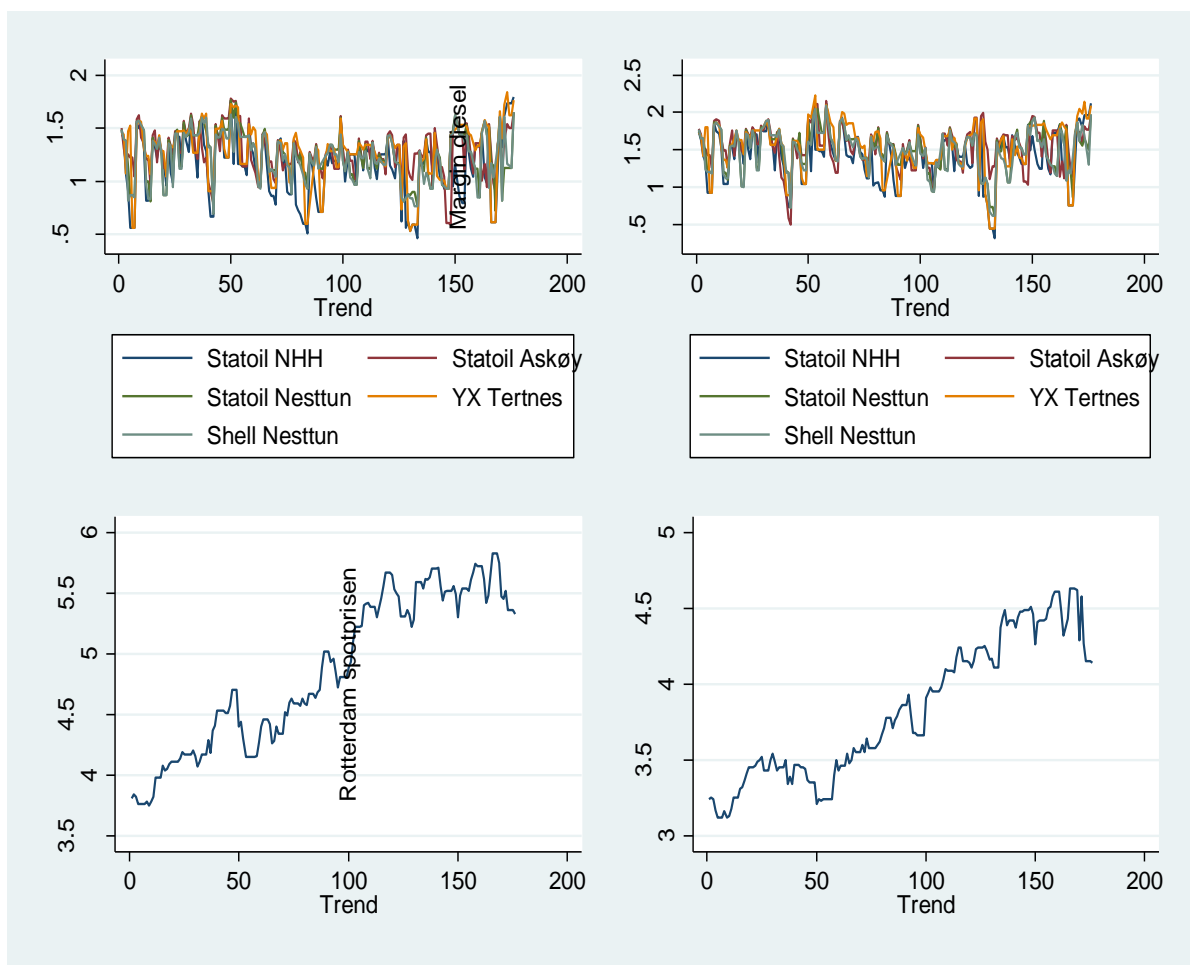 2
1.5
1
.5
Margin diesel
0 50 100 150 200
Trend
Statoil NHH Statoil Askøy
Statoil Nesttun YX Tertnes
Shell Nesttun
2.5
2
1.5
1
.5
0 50 100 150 200
Trend
Statoil NHH Statoil Askøy
Statoil Nesttun YX Tertnes
Shell Nesttun
6
5.5
5
4.5
4
3.5
Rotterdam spotprisen
0 50 100 150 200
Trend
5
4.5
4
3.5
3
0 50 100 150 200
Trend